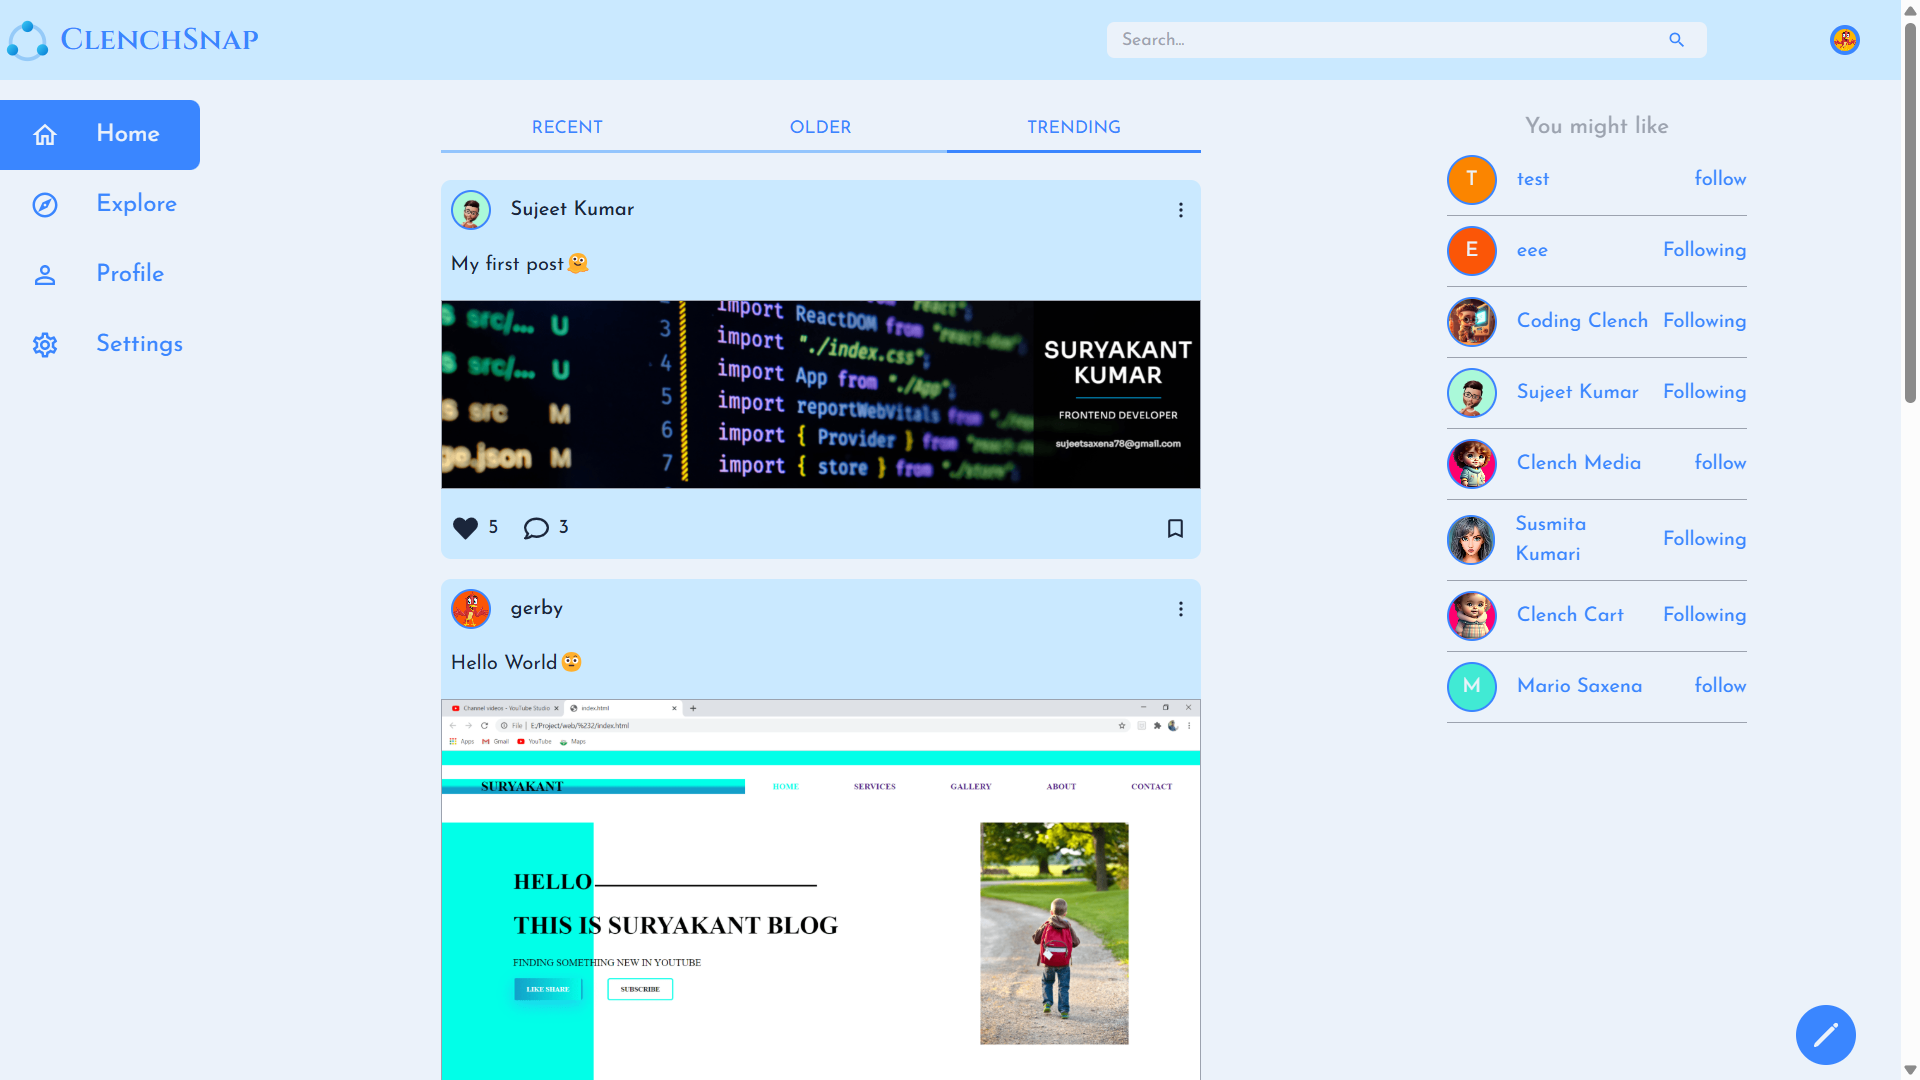 ClenchSnap
Search...
Home
Explore
Profile
Settings
RECENT
OLDER
TRENDING
Sujeet Kumar
My first post
src/... U
3
src/... U
4
5
src M
6
ge.json M
7
import react";
import ReactDOM from "react-dom";
import "./index.css";
import App from "./App";
import reportWebVitals from
import { Provider } from
import { store } from "./store";
SURYAKANT
KUMAR
FRONTEND DEVELOPER
sujeetsaxena78@gmail.com
5
3
gerby
Hello World
Channel videos - YouTube Studio
index.html
File | E:/Project/web/%232/index.html
Apps
Gmail
YouTube
Maps
SURYAKANT
HOME
SERVICES
GALLERY
ABOUT
CONTACT
HELLO
THIS IS SURYAKANT BLOG
FINDING SOMETHING NEW IN YOUTUBE
LIKE SHARE
SUBSCRIBE
You might like
T
test
follow
E
eee
Following
Coding Clench
Following
Sujeet Kumar
Following
Clench Media
follow
Susmita
Kumari
Following
Clench Cart
Following
M
Mario Saxena
follow